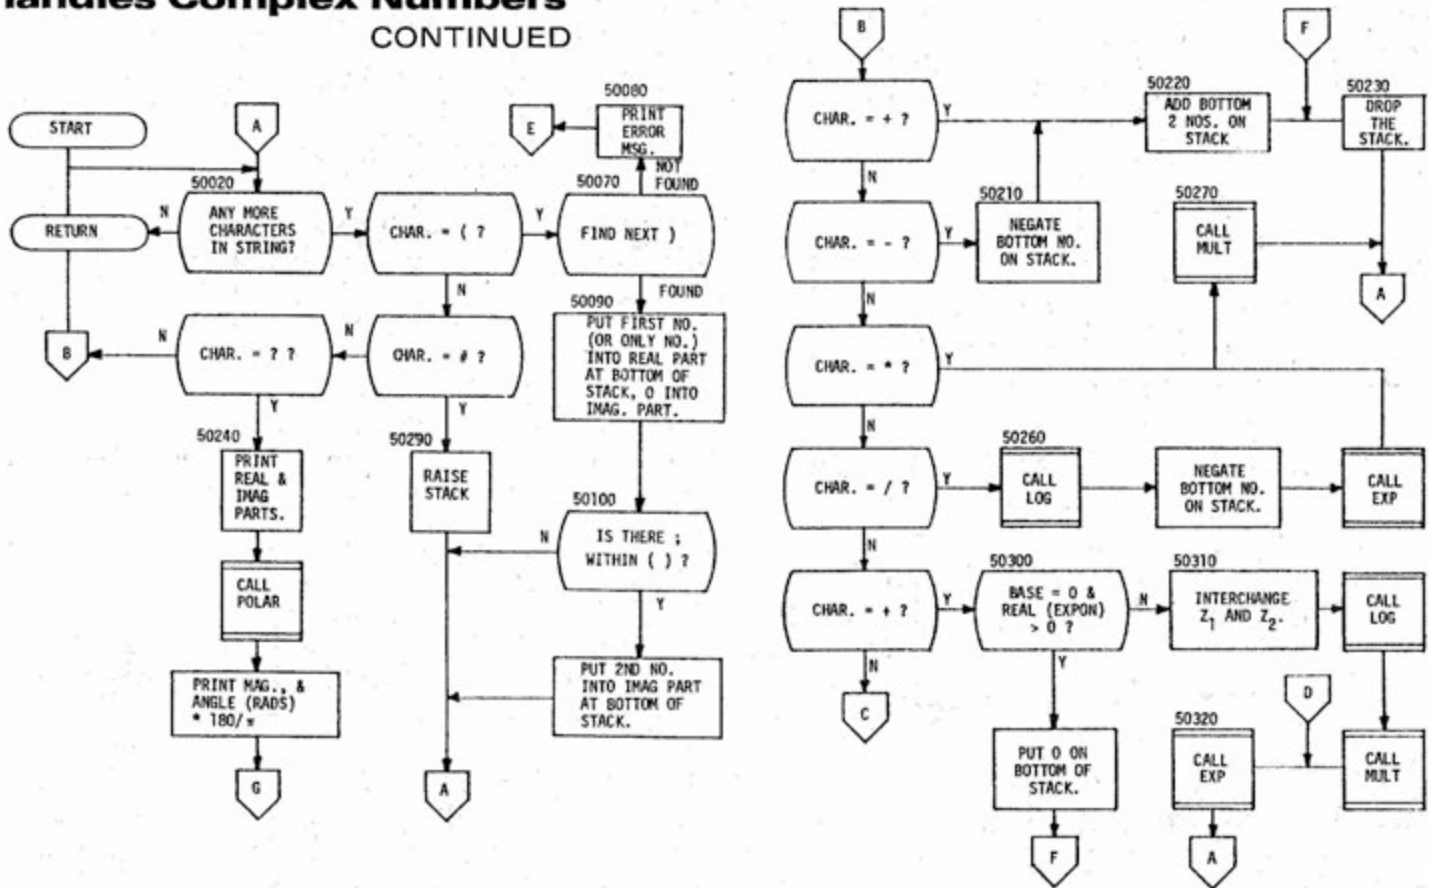 Handles Complex Numbers
CONTINUED
START
A
RETURN
B
50020
ANY MORE
CHARACTERS
IN STRING?
N
Y
CHAR. = ( ?
Y
N
50070
FIND NEXT )
NOT
FOUND
50080
PRINT
ERROR
MSG.
E
FOUND
50090
PUT FIRST NO.
(OR ONLY NO.)
INTO REAL PART
AT BOTTOM OF
STACK, 0 INTO
IMAG. PART.
CHAR. = # ?
N
Y
CHAR. = ? ?
N
Y
50240
PRINT
REAL &
IMAG
PARTS.
CALL
POLAR
PRINT MAG., &
ANGLE (RADS)
* 180/π
G
50290
RAISE
STACK
50100
IS THERE ;
WITHIN ( ) ?
N
Y
PUT 2ND NO.
INTO IMAG PART
AT BOTTOM OF
STACK.
A
B
CHAR. = + ?
Y
N
50220
ADD BOTTOM
2 NOS. ON
STACK
F
50230
DROP
THE
STACK.
CHAR. = - ?
Y
N
50210
NEGATE
BOTTOM NO.
ON STACK.
50270
CALL
MULT
A
CHAR. = * ?
Y
N
CHAR. = / ?
Y
N
50260
CALL
LOG
NEGATE
BOTTOM NO.
ON STACK.
CALL
EXP
CHAR. = + ?
Y
N
C
50300
BASE = 0 &
REAL (EXPON)
> 0 ?
N
Y
50310
INTERCHANGE
Z1 AND Z2.
CALL
LOG
PUT 0 ON
BOTTOM OF
STACK.
F
50320
CALL
EXP
D
CALL
MULT
A